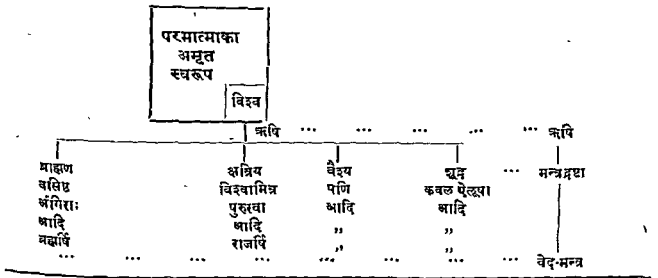 परमात्माका
अमृत
स्वरूप
विश्व
ऋषि ... ... ... ... ... ऋषि
ब्राह्मण क्षत्रिय वैश्य शूद्र ... मन्त्रद्रष्टा
वसिष्ठ विश्वामित्र पणि कवल ऐलूषा
अंगिराः पुरुरवा आदि आदि
आदि आदि ,, ,,
ब्रह्मर्षि राजर्षि ,, ,,
... ... ... ... ... ... ... ... वेद-मन्त्र